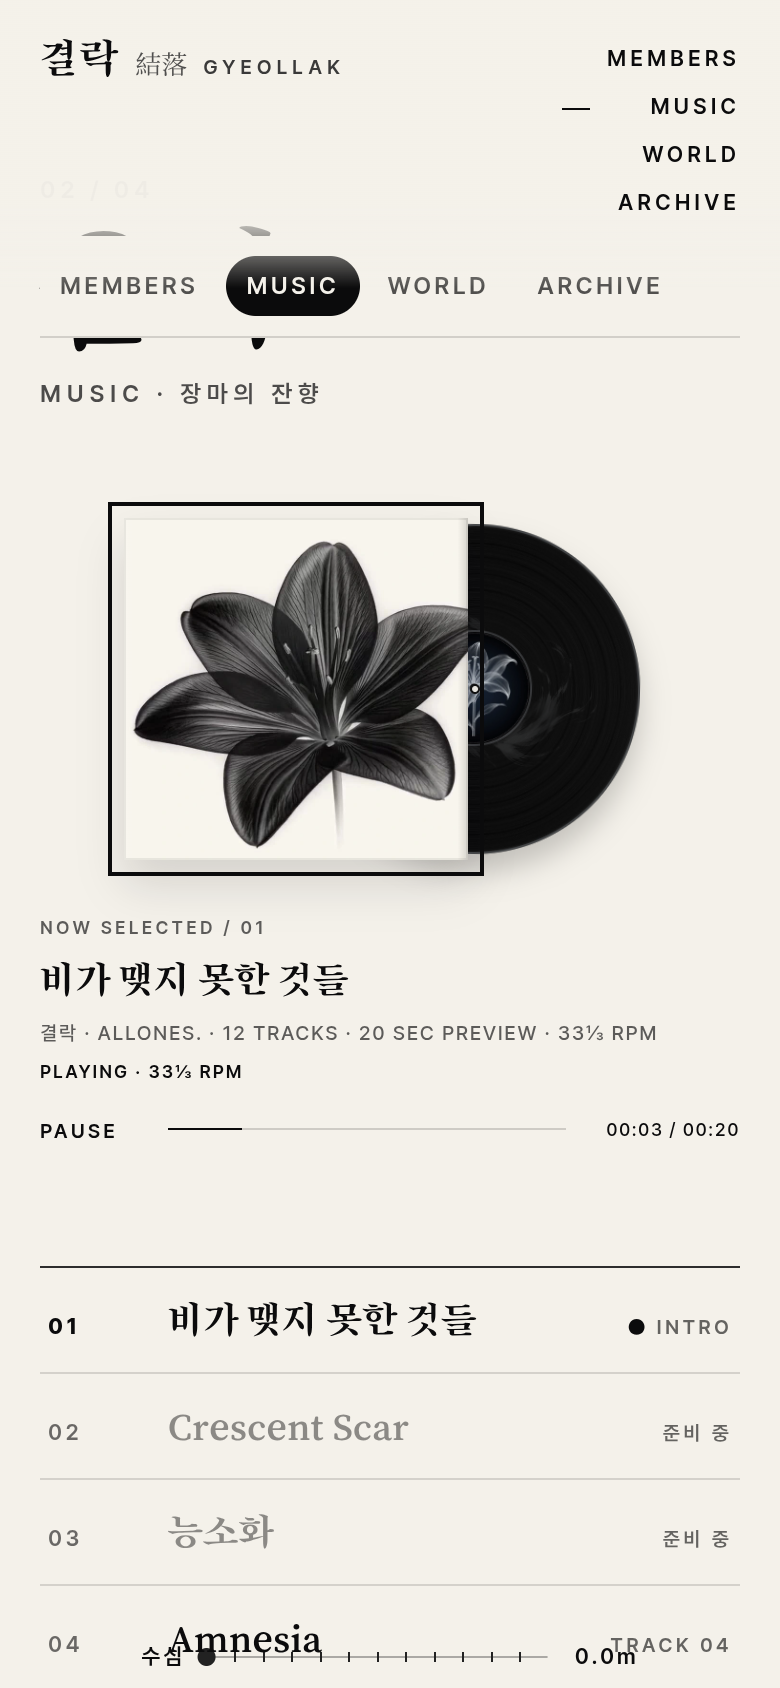 결락 結落 GYEOLLAK
MEMBERS
MUSIC
WORLD
ARCHIVE
02 / 04
MEMBERS MUSIC WORLD ARCHIVE
MUSIC · 장마의 잔향
NOW SELECTED / 01
비가 맺지 못한 것들
결락 · ALLONES. · 12 TRACKS · 20 SEC PREVIEW · 33⅓ RPM
PLAYING · 33⅓ RPM
PAUSE 00:03 / 00:20
01 비가 맺지 못한 것들 INTRO
02 Crescent Scar 준비 중
03 능소화 준비 중
04 Amnesia TRACK 04
수심 0.0m